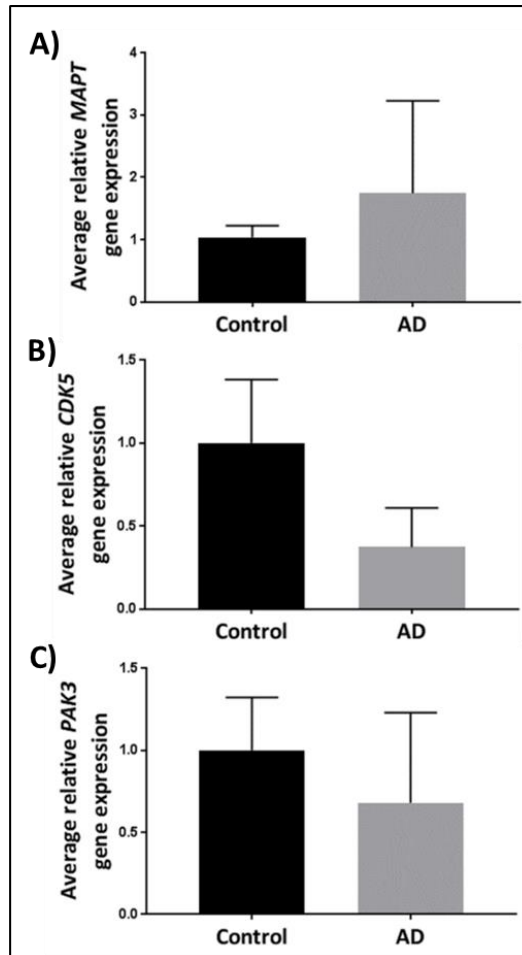 A)
Average relative MAPT
gene expression
4
3
2
1
0
Control AD
B)
Average relative CDK5
gene expression
1.5
1.0
0.5
0.0
Control AD
C)
Average relative PAK3
gene expression
1.5
1.0
0.5
0.0
Control AD